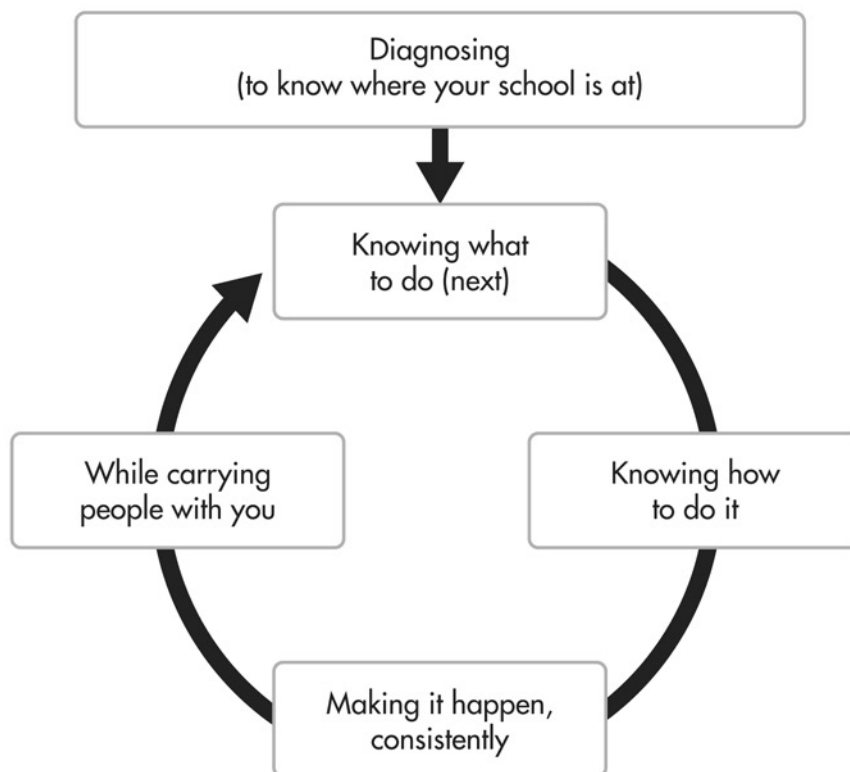 Diagnosing
(to know where your school is at)
Knowing what
to do (next)
Knowing how
to do it
Making it happen,
consistently
While carrying
people with you